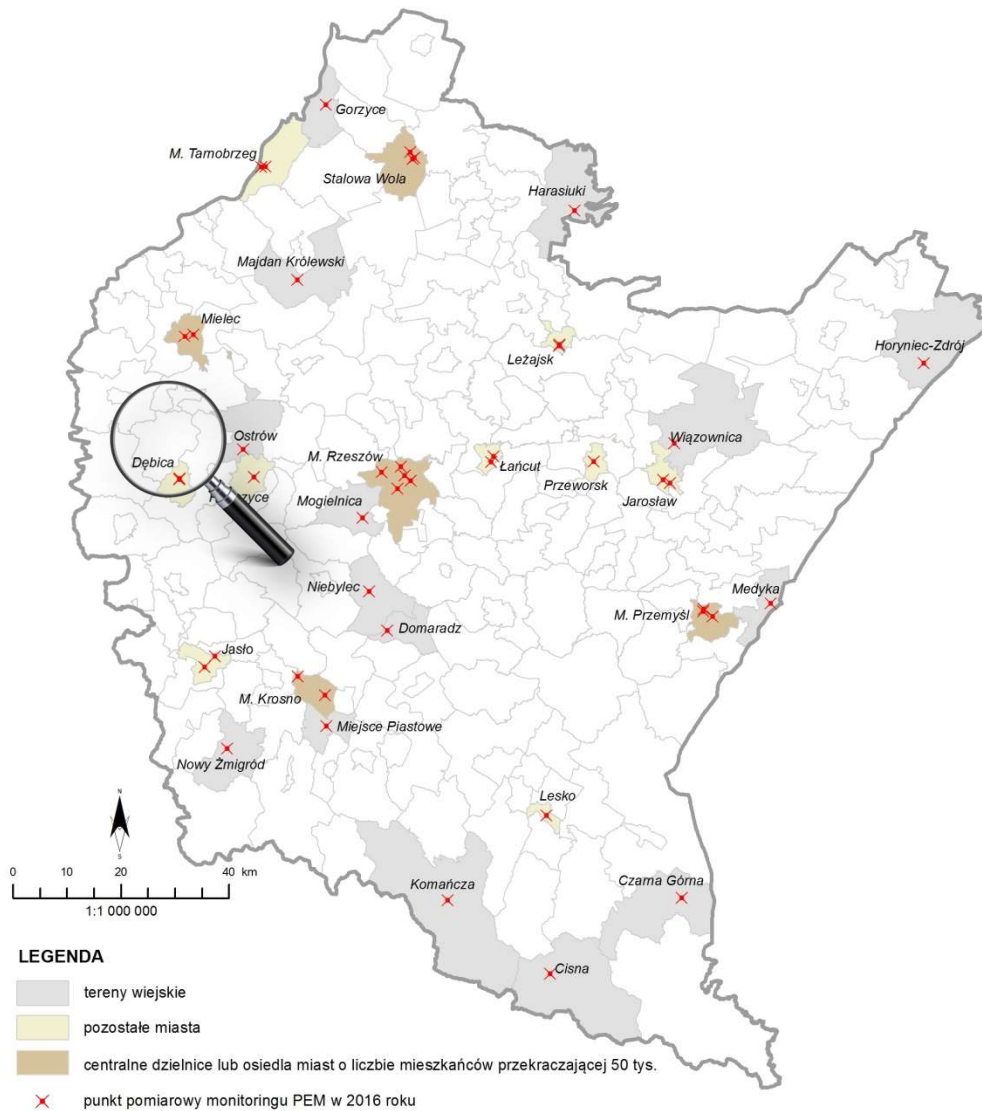 Gorzyce
M. Tarnobrzeg
Stalowa Wola
Harasiuki
Majdan Królewski
Mielec
Horyniec-Zdrój
Leżajsk
Ostrów
Wiązownica
M. Rzeszów
Łańcut
Dębica
Przeworsk
Jarosław
Mogielnica
Niebylec
Medyka
M. Przemyśl
Domaradz
Jasło
M. Krosno
Miejsce Piastowe
Nowy Żmigród
Lesko
N
S
0 10 20 40 km
1:1 000 000
Komańcza
Czarna Górna
Cisna
LEGENDA
tereny wiejskie
pozostałe miasta
centralne dzielnice lub osiedla miast o liczbie mieszkańców przekraczającej 50 tys.
punkt pomiarowy monitoringu PEM w 2016 roku